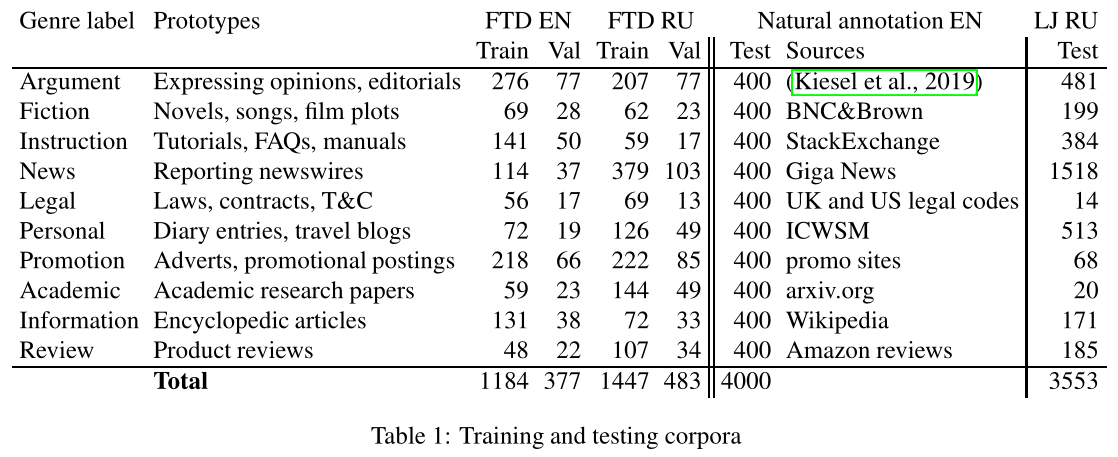 Genre label Prototypes FTD EN FTD RU Natural annotation EN LJ RU
Train Val Train Val Test Sources Test
Argument Expressing opinions, editorials 276 77 207 77 400 (Kiesel et al., 2019) 481
Fiction Novels, songs, film plots 69 28 62 23 400 BNC&Brown 199
Instruction Tutorials, FAQs, manuals 141 50 59 17 400 StackExchange 384
News Reporting newswires 114 37 379 103 400 Giga News 1518
Legal Laws, contracts, T&C 56 17 69 13 400 UK and US legal codes 14
Personal Diary entries, travel blogs 72 19 126 49 400 ICWSM 513
Promotion Adverts, promotional postings 218 66 222 85 400 promo sites 68
Academic Academic research papers 59 23 144 49 400 arxiv.org 20
Information Encyclopedic articles 131 38 72 33 400 Wikipedia 171
Review Product reviews 48 22 107 34 400 Amazon reviews 185
Total 1184 377 1447 483 4000 3553
Table 1: Training and testing corpora